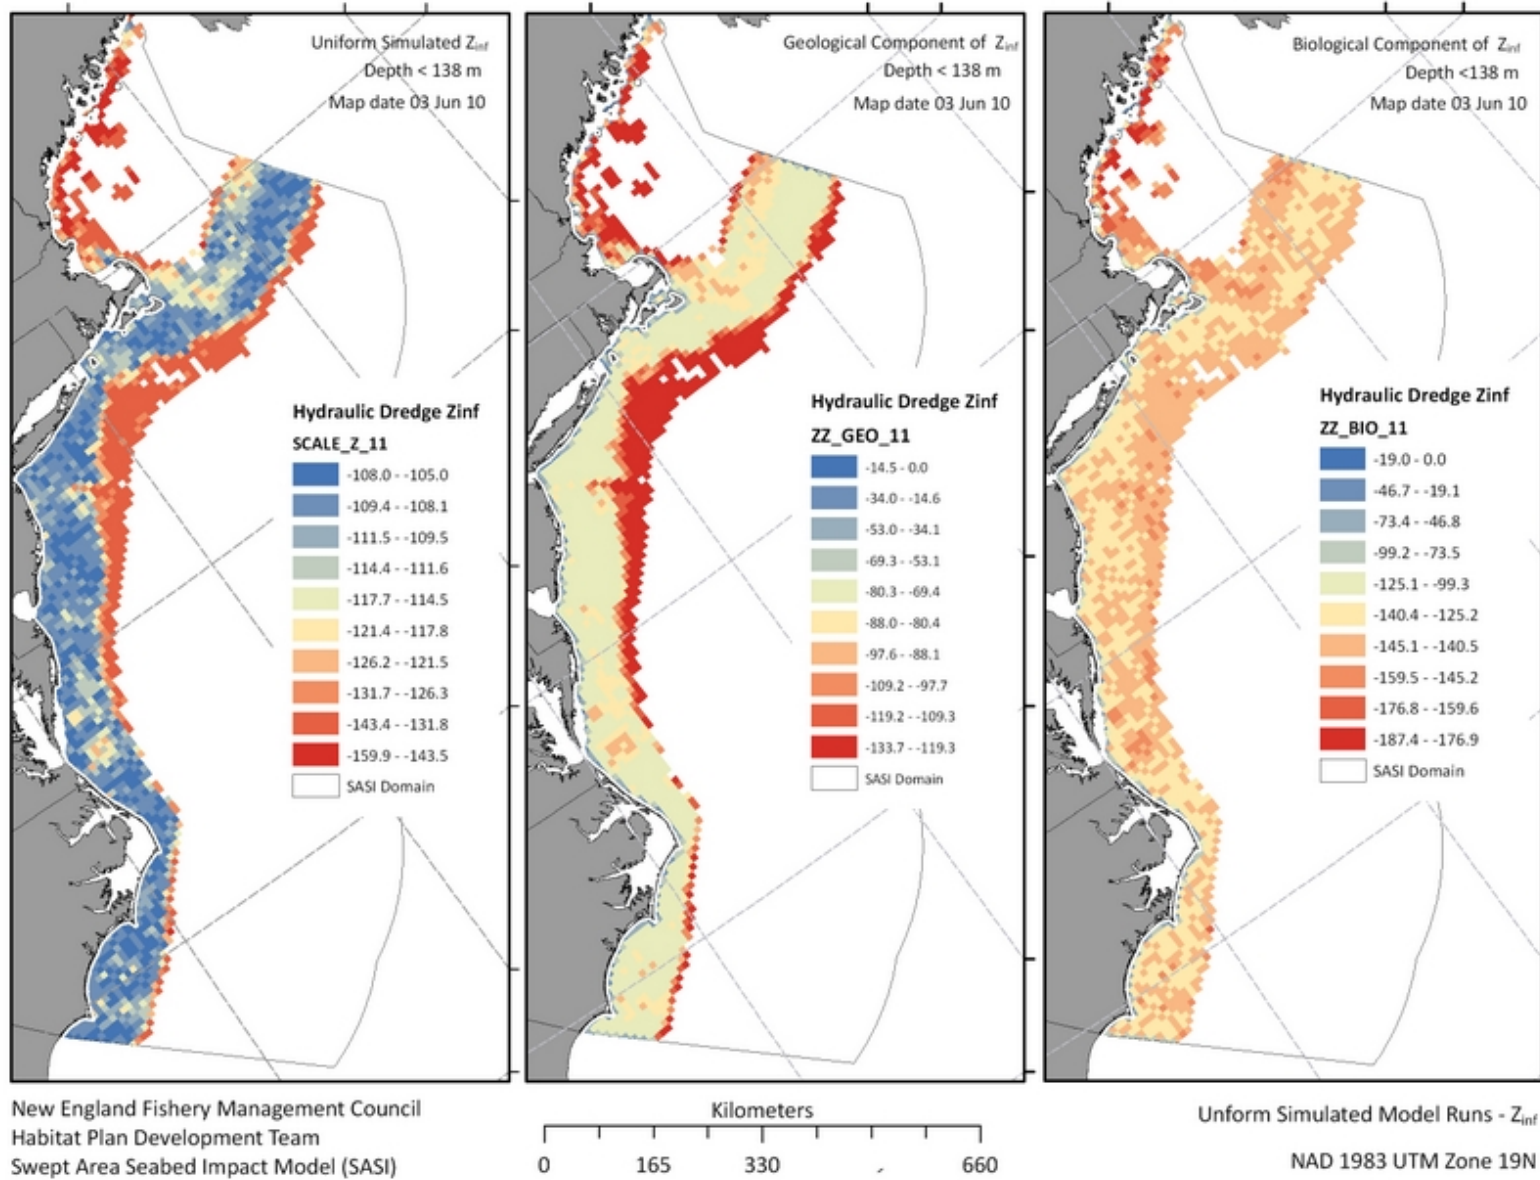 Uniform Simulated Zinf
Depth < 138 m
Map date 03 Jun 10
Hydraulic Dredge Zinf
SCALE_Z_11
-108.0 - -105.0
-109.4 - -108.1
-111.5 - -109.5
-114.4 - -111.6
-117.7 - -114.5
-121.4 - -117.8
-126.2 - -121.5
-131.7 - -126.3
-143.4 - -131.8
-159.9 - -143.5
SASI Domain
Geological Component of Zinf
Depth < 138 m
Map date 03 Jun 10
Hydraulic Dredge Zinf
ZZ_GEO_11
-14.5 - 0.0
-34.0 - -14.6
-53.0 - -34.1
-69.3 - -53.1
-80.3 - -69.4
-88.0 - -80.4
-97.6 - -88.1
-109.2 - -97.7
-119.2 - -109.3
-133.7 - -119.3
SASI Domain
Biological Component of Zinf
Depth <138 m
Map date 03 Jun 10
Hydraulic Dredge Zinf
ZZ_BIO_11
-19.0 - 0.0
-46.7 - -19.1
-73.4 - -46.8
-99.2 - -73.5
-125.1 - -99.3
-140.4 - -125.2
-145.1 - -140.5
-159.5 - -145.2
-176.8 - -159.6
-187.4 - -176.9
SASI Domain
New England Fishery Management Council
Habitat Plan Development Team
Swept Area Seabed Impact Model (SASI)
Kilometers
0 165 330 660
Unform Simulated Model Runs - Zinf
NAD 1983 UTM Zone 19N